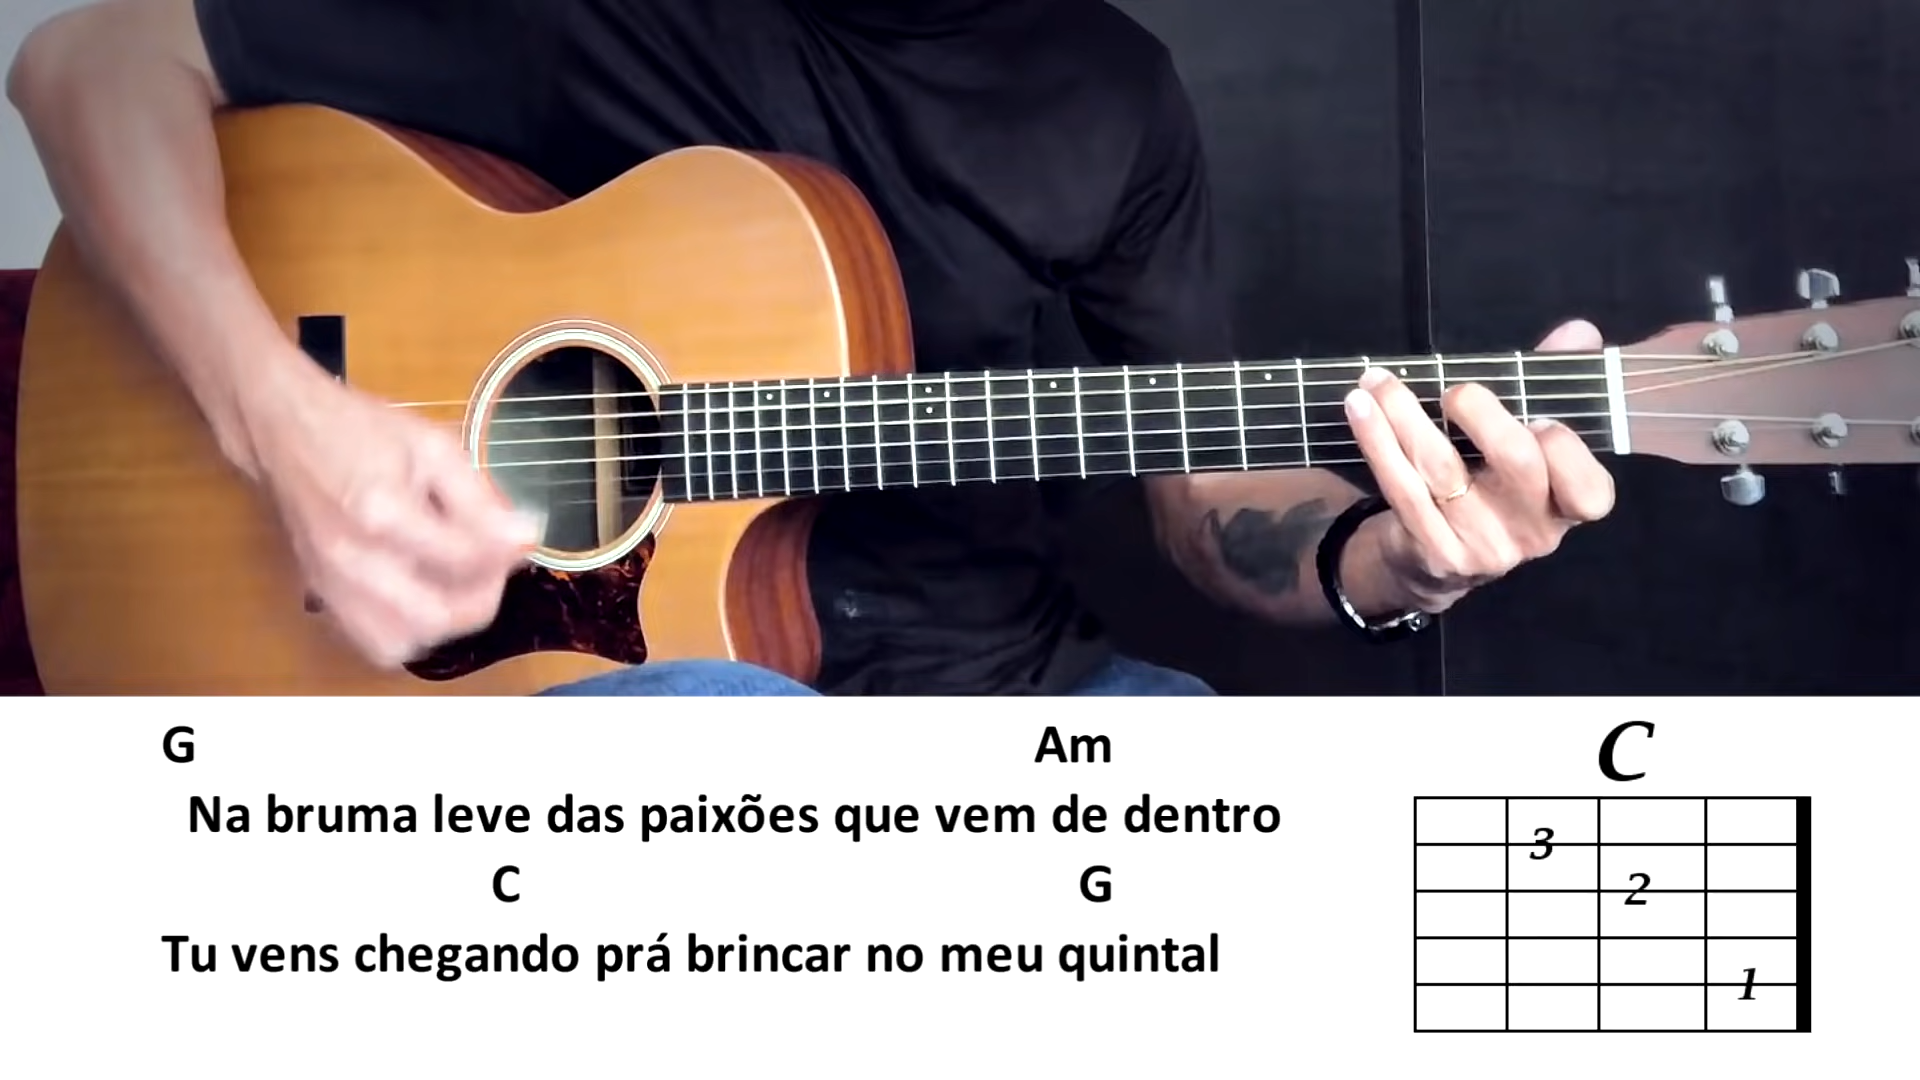 G Am
Na bruma leve das paixões que vem de dentro
C G
Tu vens chegando prá brincar no meu quintal
C
3
2
1